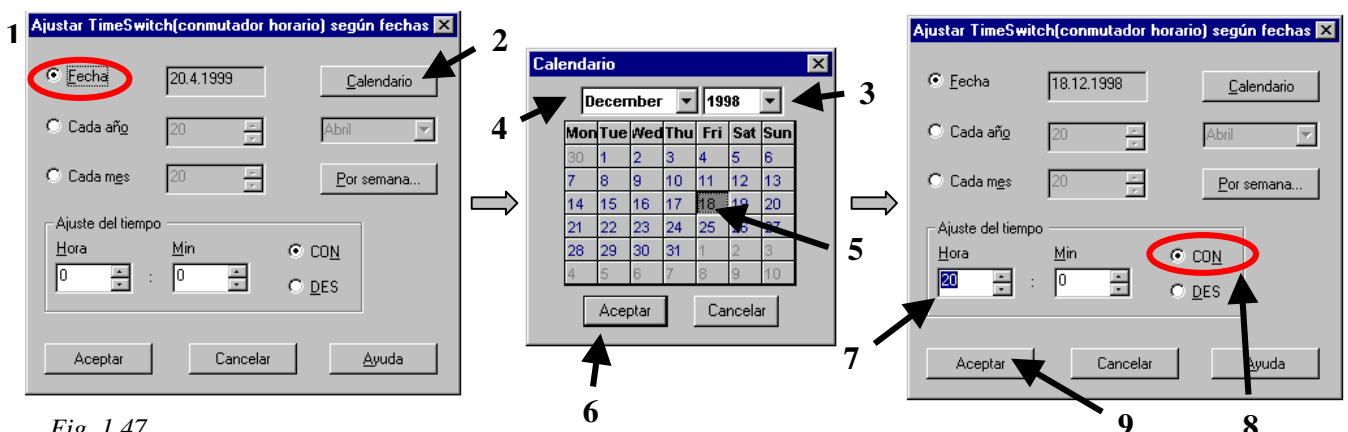 1
Ajustar TimeSwitch(conmutador horario) según fechas
Fecha
20.4.1999
Calendario
2
Cada año
20
Abril
Cada mes
20
Por semana...
Ajuste del tiempo
Hora
Min
0
:
0
CON
DES
Aceptar
Cancelar
Ayuda
Calendario
4
December
1998
3
Mon Tue Wed Thu Fri Sat Sun
30 1 2 3 4 5 6
7 8 9 10 11 12 13
14 15 16 17 18 19 20
21 22 23 24 25 26 27
28 29 30 31 1 2 3
4 5 6 7 8 9 10
5
Aceptar
Cancelar
6
Ajustar TimeSwitch(conmutador horario) según fechas
Fecha
18.12.1998
Calendario
Cada año
20
Abril
Cada mes
20
Por semana...
Ajuste del tiempo
Hora
Min
20
:
0
CON
DES
7
Aceptar
Cancelar
Ayuda
9
8
Fig. 1.47